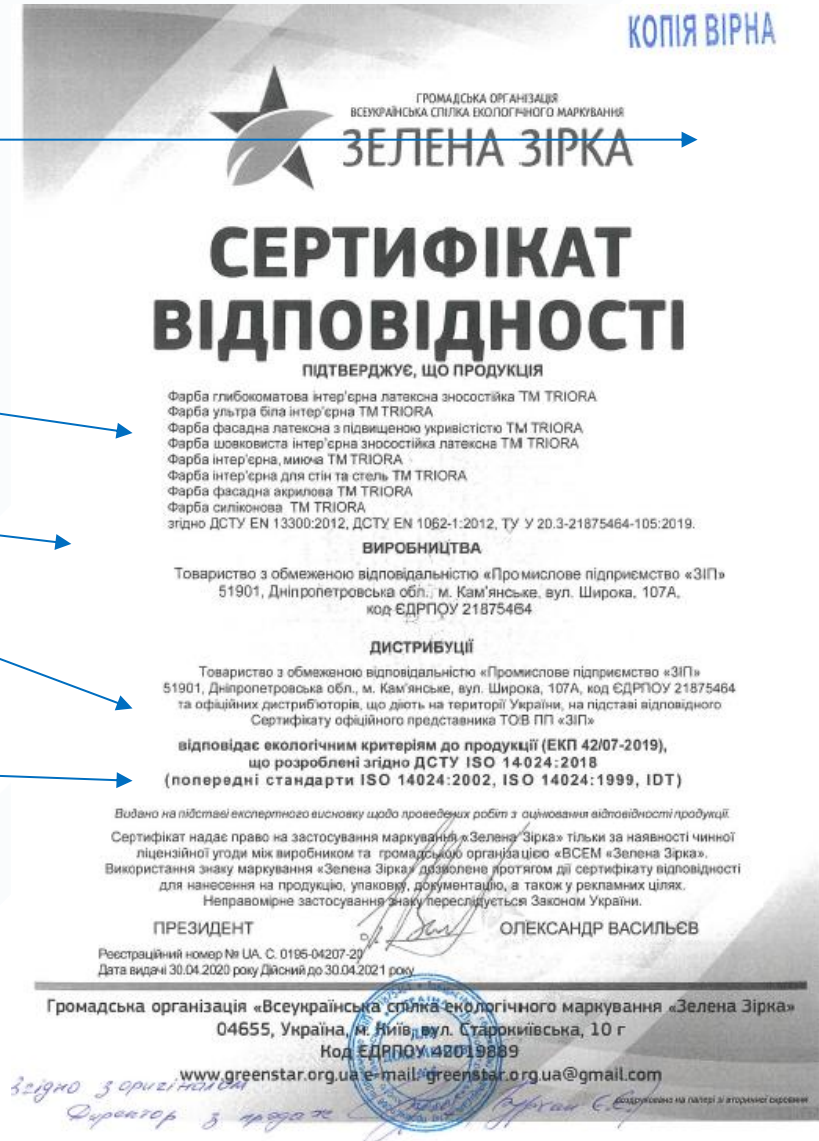 КОПІЯ ВІРНА
ГРОМАДСЬКА ОРГАНІЗАЦІЯ
ВСЕУКРАЇНСЬКА СПІЛКА ЕКОЛОГІЧНОГО МАРКУВАННЯ
ЗЕЛЕНА ЗІРКА
СЕРТИФІКАТ
ВІДПОВІДНОСТІ
ПІДТВЕРДЖУЄ, ЩО ПРОДУКЦІЯ
Фарба глибокоматова інтер'єрна латексна зносостійка ТМ TRIORA
Фарба ультра біла інтер'єрна ТМ TRIORA
Фарба фасадна латексна з підвищеною укривістістю ТМ TRIORA
Фарба шовковиста інтер'єрна зносостійка латексна ТМ TRIORA
Фарба інтер'єрна, миюча ТМ TRIORA
Фарба інтер'єрна для стін та стель ТМ TRIORA
Фарба фасадна акрилова ТМ TRIORA
Фарба силіконова ТМ TRIORA
згідно ДСТУ EN 13300:2012, ДСТУ EN 1062-1:2012, ТУ У 20.3-21875464-105:2019.
ВИРОБНИЦТВА
Товариство з обмеженою відповідальністю «Промислове підприємство «ЗІП»
51901, Дніпропетровська обл., м. Кам'янське, вул. Широка, 107А,
код ЄДРПОУ 21875464
ДИСТРИБУЦІЇ
Товариство з обмеженою відповідальністю «Промислове підприємство «ЗІП»
51901, Дніпропетровська обл., м. Кам'янське, вул. Широка, 107А, код ЄДРПОУ 21875464
та офіційних дистриб'юторів, що діють на території України, на підставі відповідного
Сертифікату офіційного представника ТОВ ПП «ЗІП»
відповідає екологічним критеріям до продукції (ЕКП 42/07-2019),
що розроблені згідно ДСТУ ISO 14024:2018
(попередні стандарти ISO 14024:2002, ISO 14024:1999, IDT)
Видано на підставі експертного висновку щодо проведених робіт з оцінювання відповідності продукції.
Сертифікат надає право на застосування маркування «Зелена Зірка» тільки за наявності чинної
ліцензійної угоди між виробником та громадською організацією «ВСЕМ «Зелена Зірка».
Використання знаку маркування «Зелена Зірка» дозволене протягом дії сертифікату відповідності
для нанесення на продукцію, упаковку, документацію, а також у рекламних цілях.
Неправомірне застосування знаку переслідується Законом України.
ПРЕЗИДЕНТ ОЛЕКСАНДР ВАСИЛЬЄВ
Реєстраційний номер № UA. C. 0195-04207-20
Дата видачі 30.04.2020 року Дійсний до 30.04.2021 року
Громадська організація «Всеукраїнська спілка екологічного маркування «Зелена Зірка»
04655, Україна, м. Київ, вул. Старокиївська, 10 г
Код ЄДРПОУ 42019889
www.greenstar.org.ua e-mail: greenstar.org.ua@gmail.com
Згідно з оригіналом
роздруковано на папері зі вторинної сировини
Директор з продаж